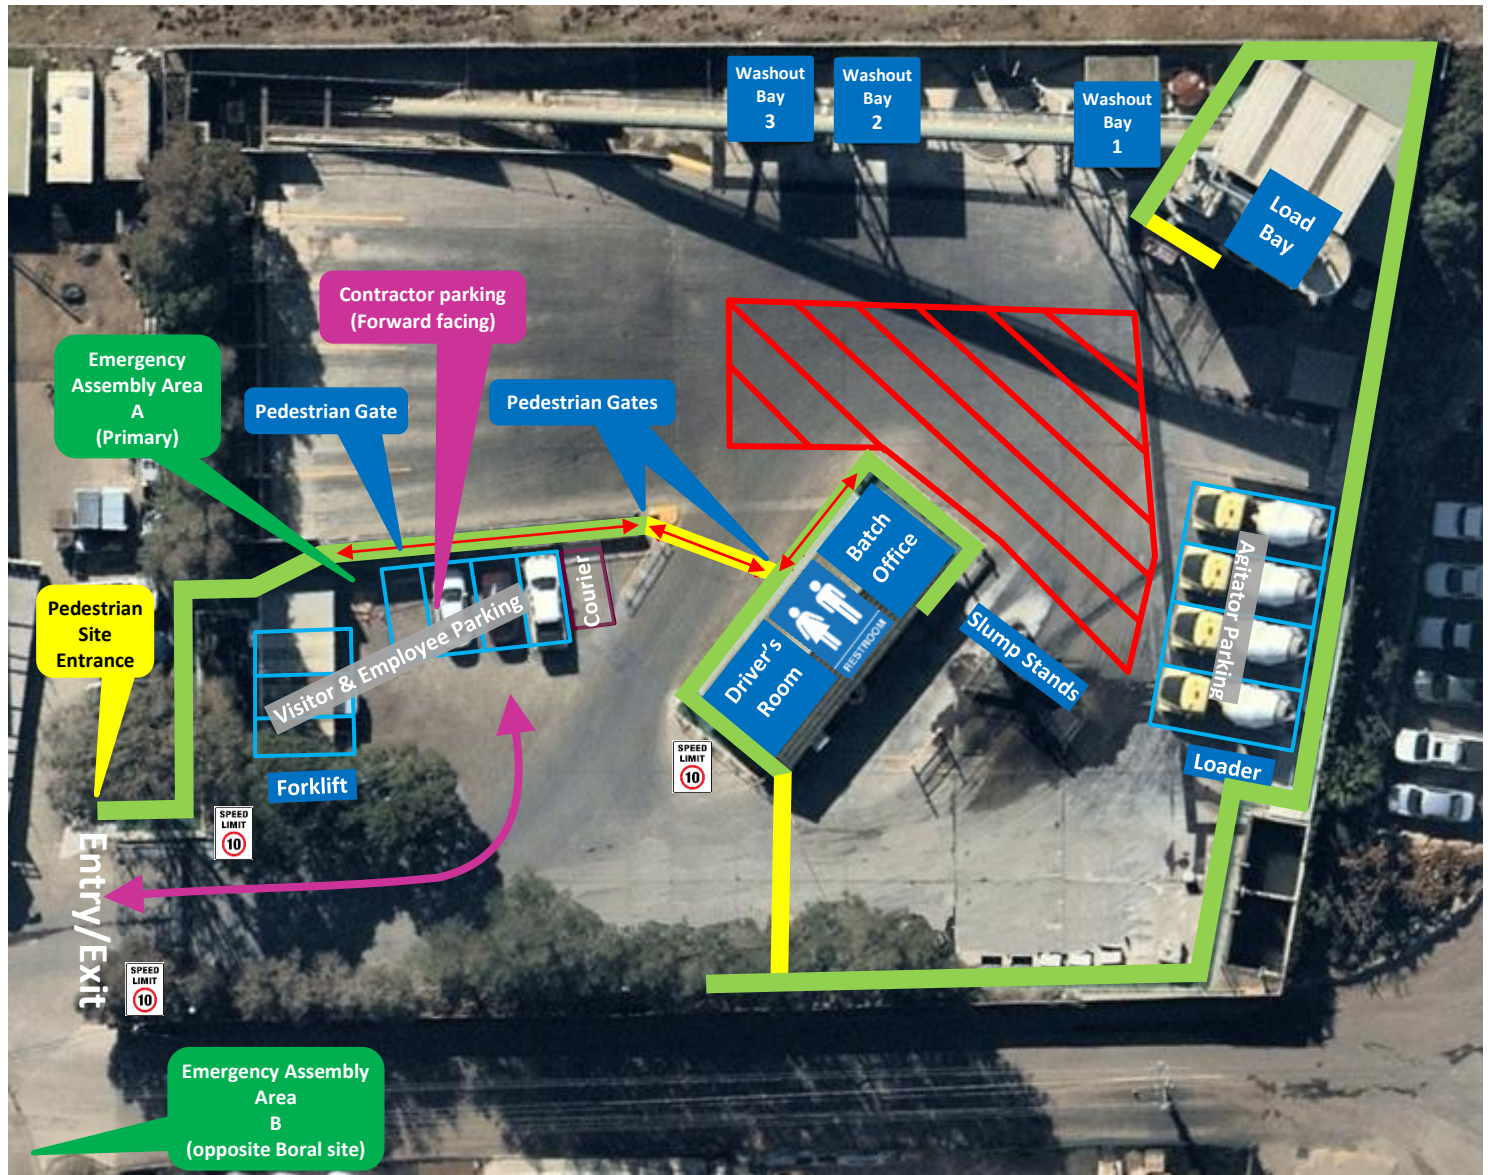 Washout
Bay
3
Washout
Bay
2
Washout
Bay
1
Load
Bay
Contractor parking
(Forward facing)
Emergency
Assembly Area
A
(Primary)
Pedestrian Gate
Pedestrian Gates
Batch
Office
Agitator Parking
Courier
Pedestrian
Site
Entrance
Visitor & Employee Parking
RESTROOM
Slump Stands
Driver's
Room
SPEED
LIMIT
10
Loader
Forklift
SPEED
LIMIT
10
Entry/Exit
SPEED
LIMIT
10
Emergency Assembly
Area
B
(opposite Boral site)